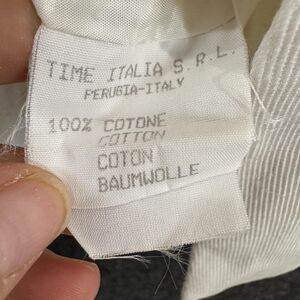 TIME ITALIA S.R.L.
PERUGIA-ITALY
100% COTONE
COTTON
COTON
BAUMWOLLE